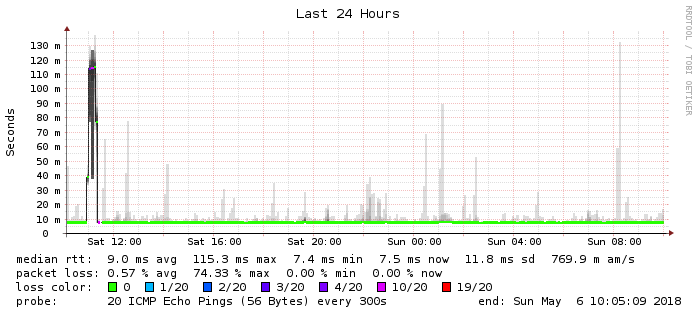 Last 24 Hours
RRDTOOL / TOBI OETIKER
Seconds
130 m
120 m
110 m
100 m
90 m
80 m
70 m
60 m
50 m
40 m
30 m
20 m
10 m
0
Sat 12:00 Sat 16:00 Sat 20:00 Sun 00:00 Sun 04:00 Sun 08:00
median rtt: 9.0 ms avg 115.3 ms max 7.4 ms min 7.5 ms now 11.8 ms sd 769.9 m am/s
packet loss: 0.57 % avg 74.33 % max 0.00 % min 0.00 % now
loss color: 0 1/20 2/20 3/20 4/20 10/20 19/20
probe: 20 ICMP Echo Pings (56 Bytes) every 300s end: Sun May 6 10:05:09 2018